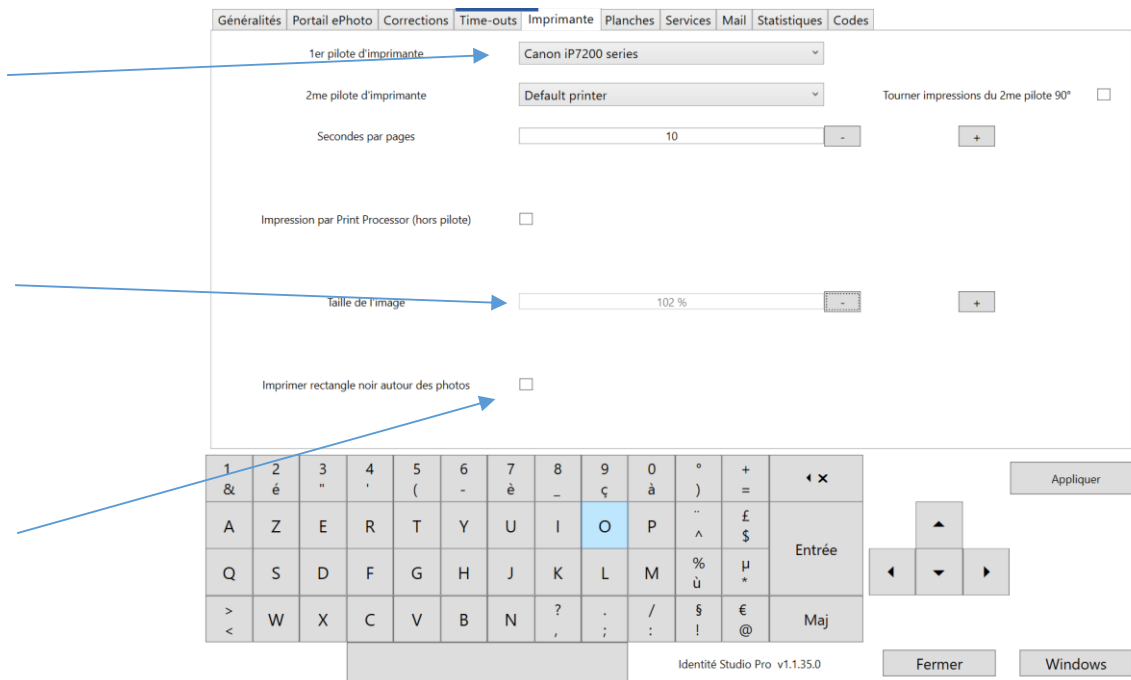 Généralités Portail ePhoto Corrections Time-outs Imprimante Planches Services Mail Statistiques Codes
1er pilote d'imprimante Canon iP7200 series
2me pilote d'imprimante Default printer Tourner impressions du 2me pilote 90°
Secondes par pages 10 - +
Impression par Print Processor (hors pilote)
Taille de l'image 102 % - +
Imprimer rectangle noir autour des photos
1 2 3 4 5 6 7 8 9 0 ° +
& é " ' ( - è _ ç à ) =
Appliquer
A Z E R T Y U I O P ¨ £
^ $
Entrée
Q S D F G H J K L M % µ
ù *
> W X C V B N ? . / § € Maj
< , ; : ! @
Identité Studio Pro v1.1.35.0 Fermer Windows